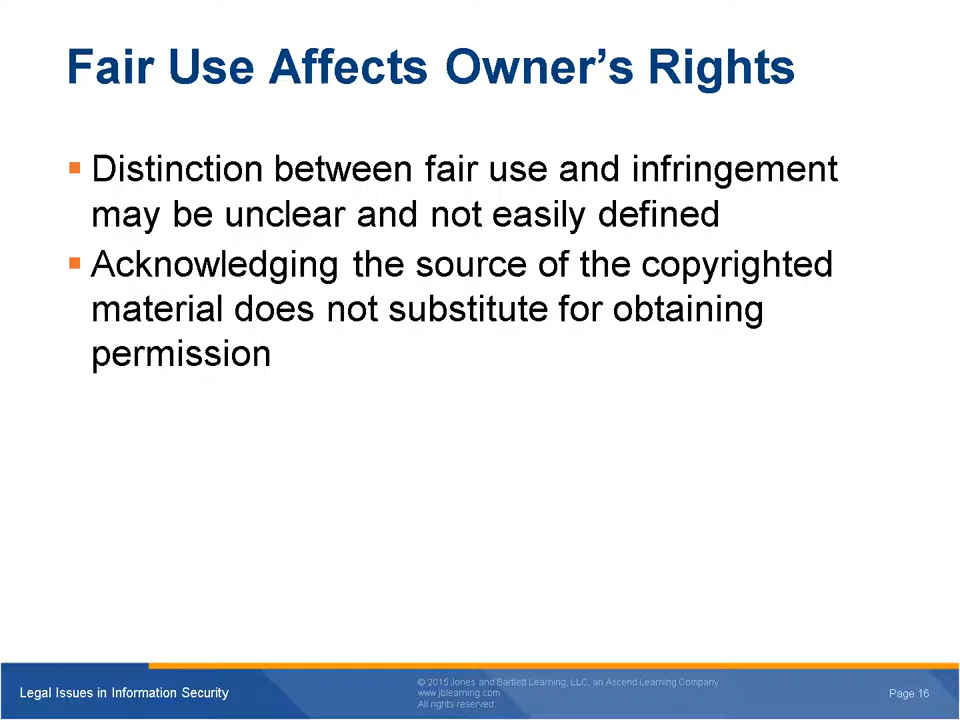 Fair Use Affects Owner’s Rights
▪ Distinction between fair use and infringement
may be unclear and not easily defined
▪ Acknowledging the source of the copyrighted
material does not substitute for obtaining
permission
Legal Issues in Information Security
© 2015 Jones and Bartlett Learning, LLC, an Ascend Learning Company
www.jblearning.com
All rights reserved.
Page 16